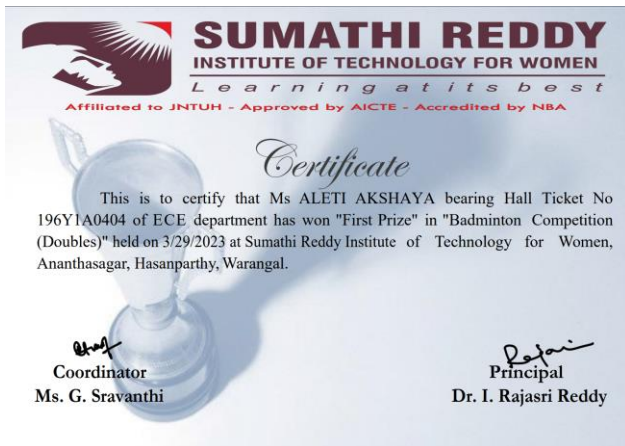 SUMATHI REDDY
INSTITUTE OF TECHNOLOGY FOR WOMEN
Learning at its best
Affiliated to JNTUH - Approved by AICTE - Accredited by NBA
Certificate
This is to certify that Ms ALETI AKSHAYA bearing Hall Ticket No
196Y1A0404 of ECE department has won "First Prize" in "Badminton Competition
(Doubles)" held on 3/29/2023 at Sumathi Reddy Institute of Technology for Women,
Ananthasagar, Hasanparthy, Warangal.
Rajasri
Coordinator
Principal
Ms. G. Sravanthi
Dr. I. Rajasri Reddy